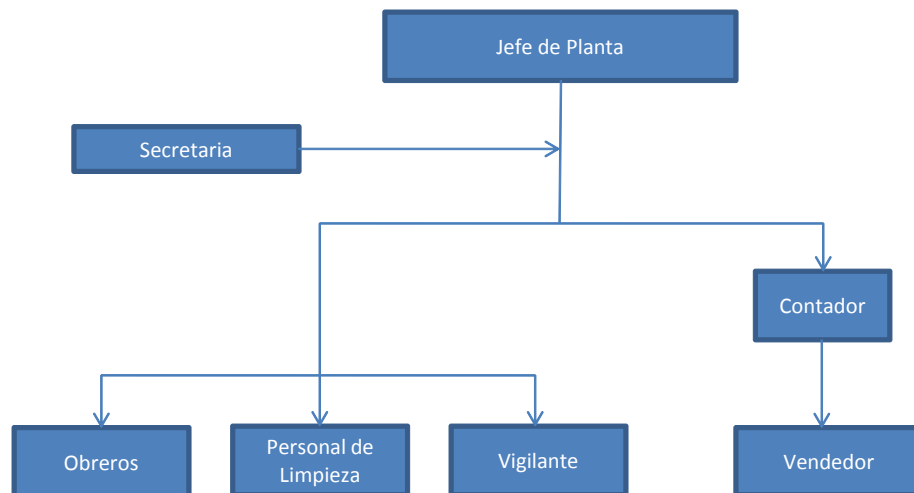 Jefe de Planta
Secretaria
Contador
Obreros
Personal de
Limpieza
Vigilante
Vendedor